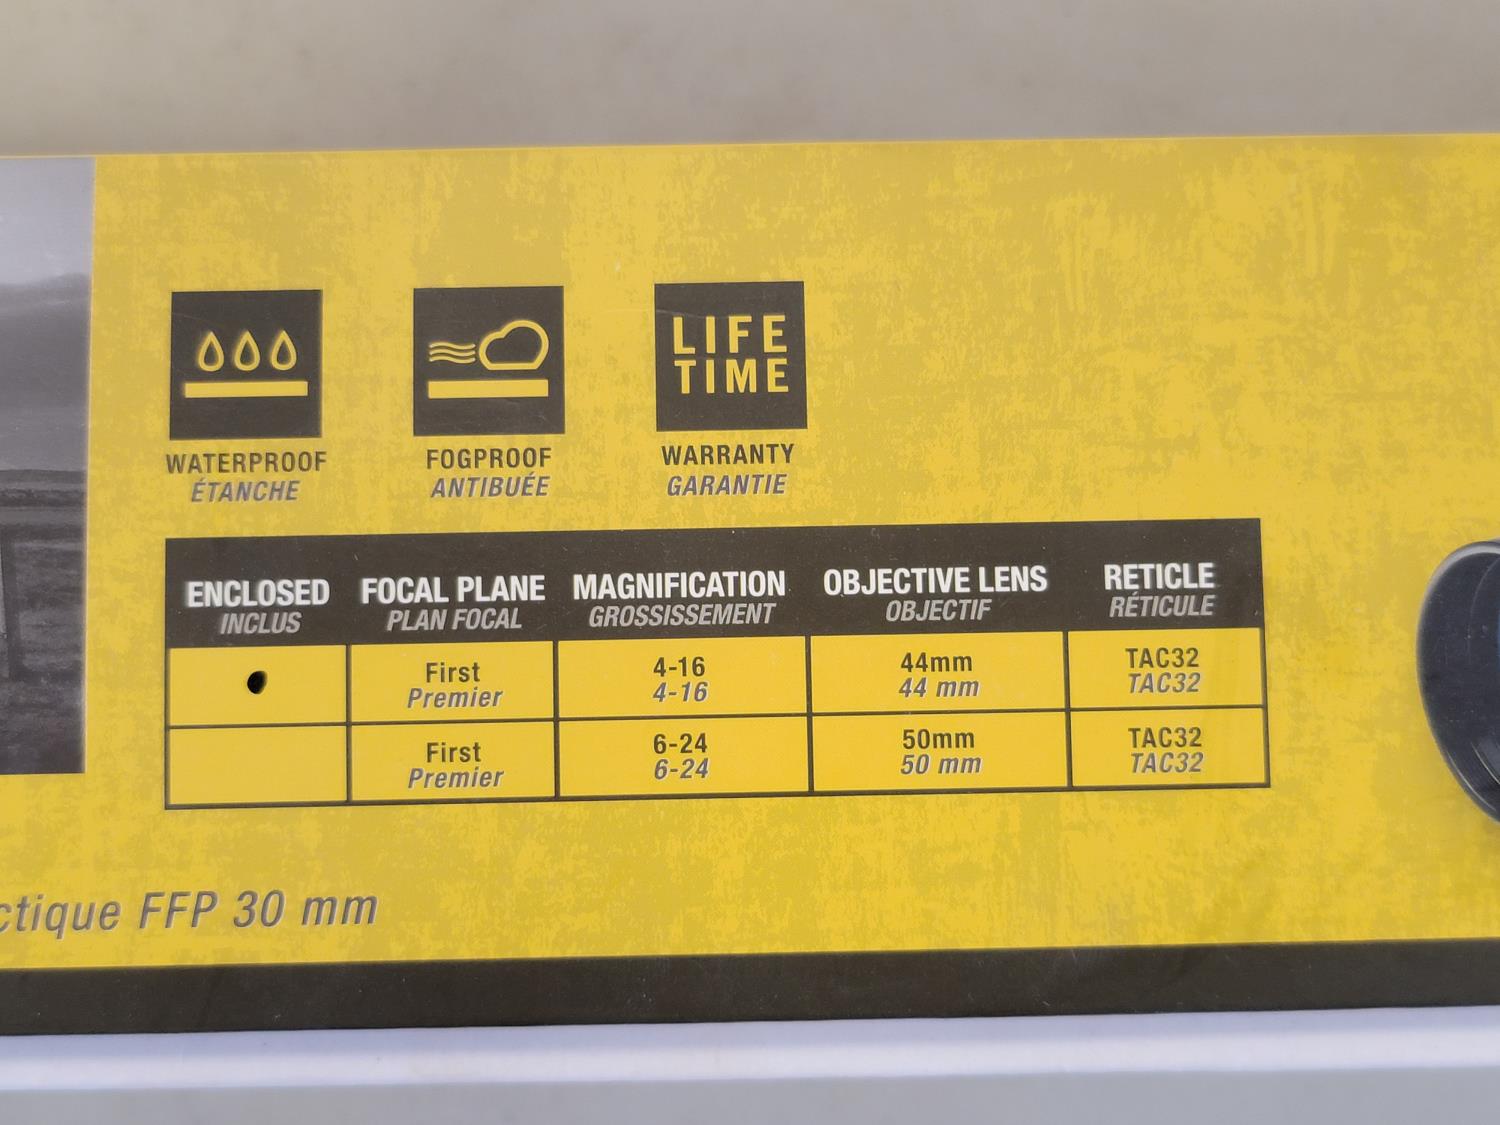 LIFE
TIME
WATERPROOF
ÉTANCHE
FOGPROOF
ANTIBUÉE
WARRANTY
GARANTIE
ENCLOSED FOCAL PLANE MAGNIFICATION OBJECTIVE LENS RETICLE
INCLUS PLAN FOCAL GROSSISSEMENT OBJECTIF RÉTICULE
First 4-16 44mm TAC32
Premier 4-16 44 mm TAC32
First 6-24 50mm TAC32
Premier 6-24 50 mm TAC32
ctique FFP 30 mm